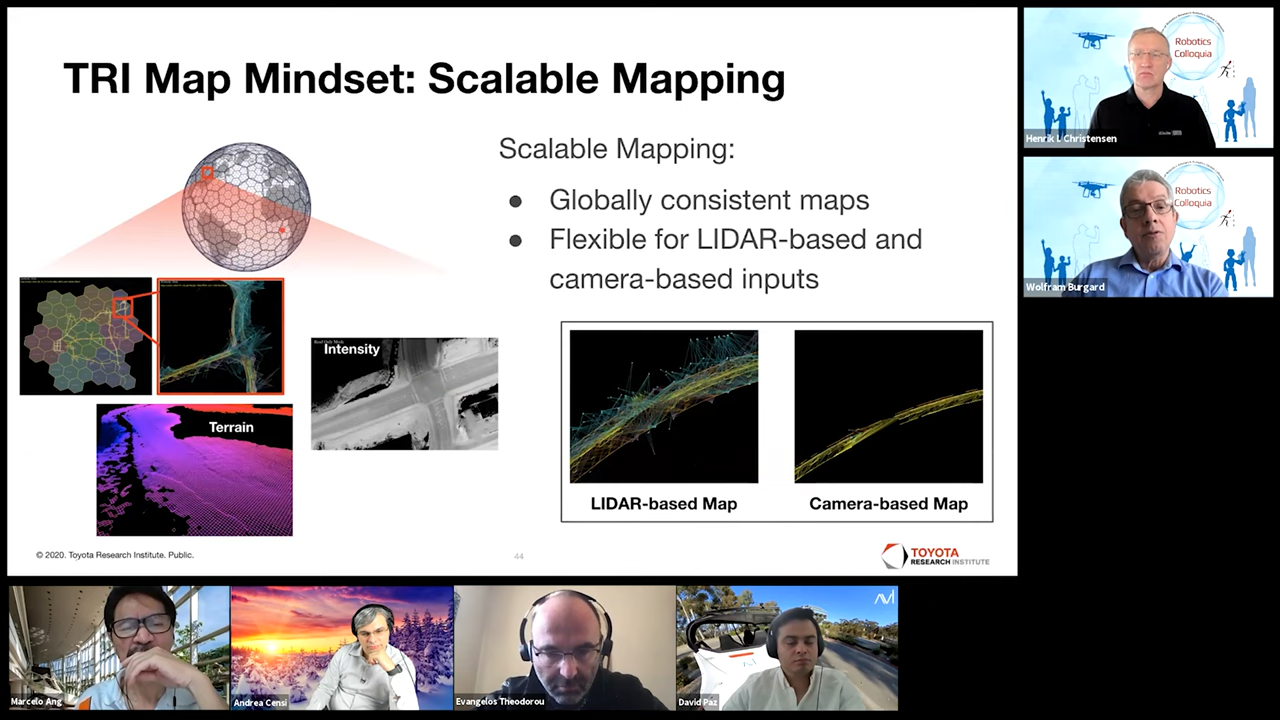 TRI Map Mindset: Scalable Mapping
Scalable Mapping:
● Globally consistent maps
● Flexible for LIDAR-based and
camera-based inputs
Intensity
Terrain
LIDAR-based Map
Camera-based Map
© 2020. Toyota Research Institute. Public.
44
TOYOTA
RESEARCH INSTITUTE
Robotics
Colloquia
Henrik I. Christensen
Robotics
Colloquia
Wolfram Burgard
Marcelo Ang
Andrea Censi
Evangelos Theodorou
David Paz